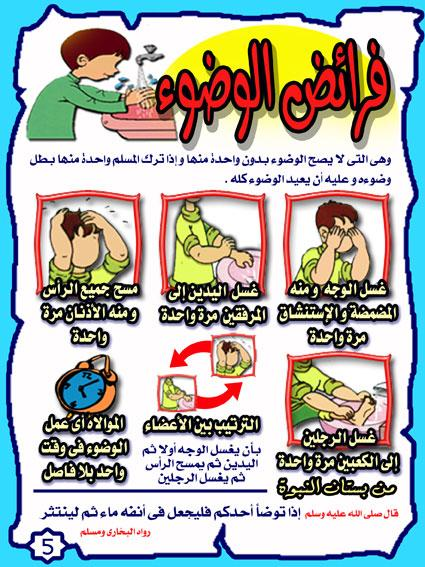 فرائض الوضوء
وهى التى لا يصح الوضوء بدون واحدة منها وإذا ترك المسلم واحدة منها بطل
وضوءه و عليه أن يعيد الوضوء كله .
غسل الوجه ومنه
المضمضة والإستنشاق
مرة واحدة
غسل اليدين إلى
المرفقين مرة واحدة
مسح جميع الرأس
ومنه الأذنان مرة
واحدة
غسل الرجلين
إلى الكعبين مرة واحدة
من بستان النبوة
الترتيب بين الأعضاء
بأن يغسل الوجه أولا ثم
اليدين ثم يمسح الرأس
ثم يغسل الرجلين
الموالاة أى عمل
الوضوء فى وقت
واحد بلا فاصل
قال صلى الله عليه وسلم إذا توضأ أحدكم فليجعل فى أنفه ماء ثم لينتثر
رواه البخارى ومسلم
5